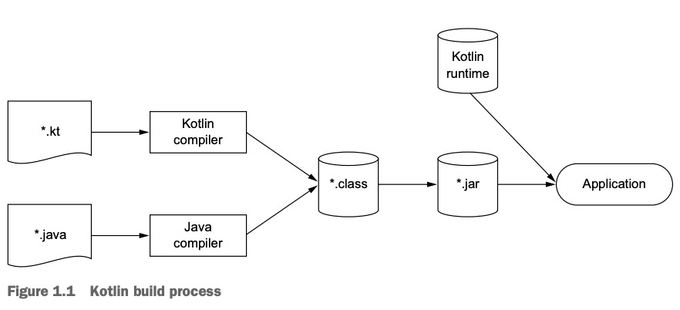 Kotlin
runtime
*.kt
Kotlin
compiler
*.class
*.jar
Application
*.java
Java
compiler
Figure 1.1 Kotlin build process